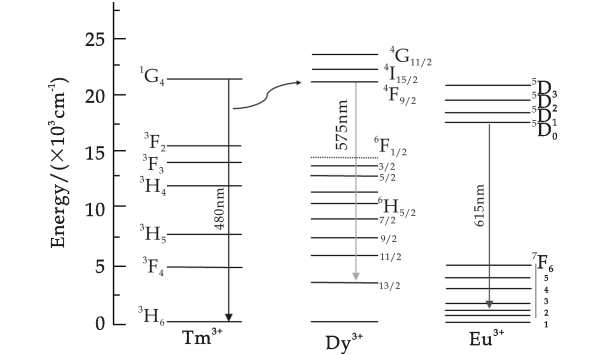 Energy/(×10³ cm⁻¹)
25
20
15
10
5
0
¹G₄
³F₂
³F₃
³H₄
³H₅
³F₄
³H₆
480nm
Tm³⁺
⁴G₁₁/₂
⁴I₁₅/₂
⁴F₉/₂
575nm
⁶F₁/₂
3/2
5/2
⁶H₅/₂
7/2
9/2
11/2
13/2
Dy³⁺
⁵D₃
⁵D₂
⁵D₁
⁵D₀
615nm
⁷F₆
5
4
3
2
1
Eu³⁺